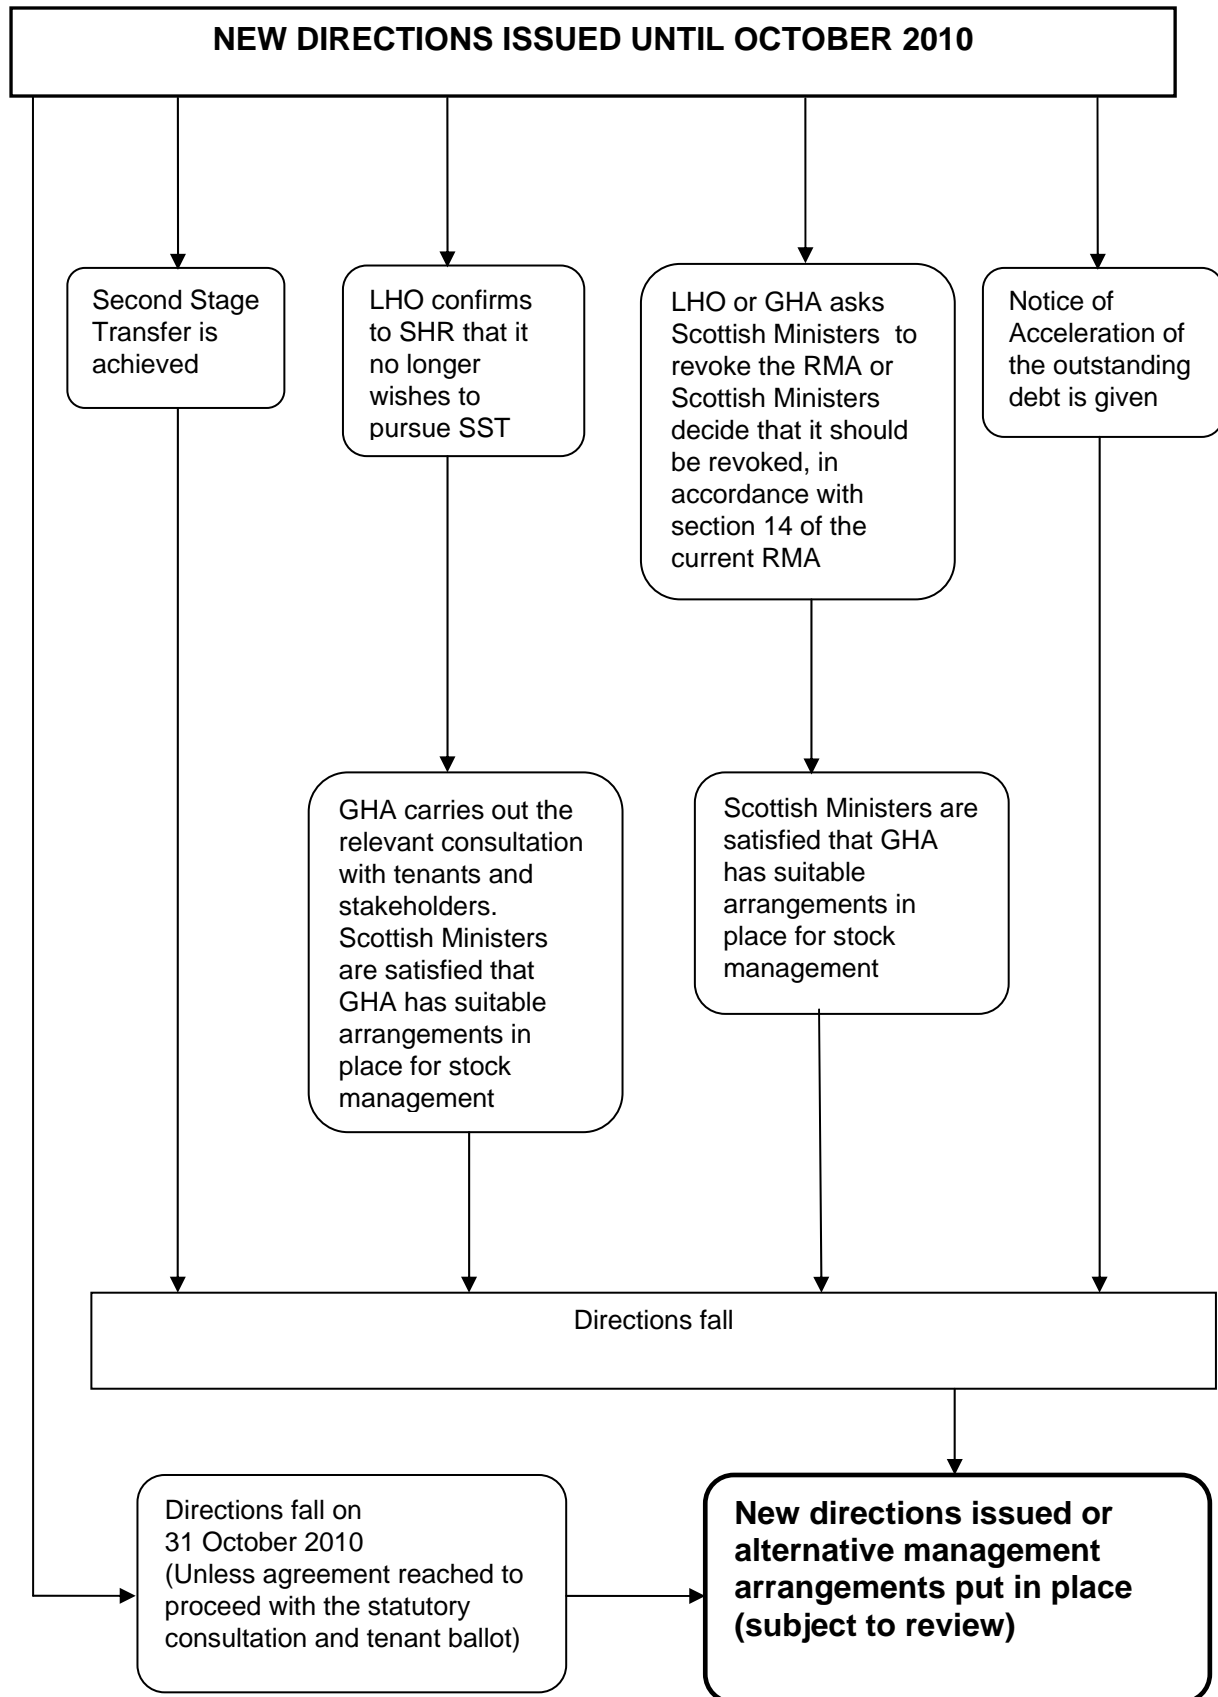 NEW DIRECTIONS ISSUED UNTIL OCTOBER 2010
Second Stage
Transfer is
achieved
LHO confirms
to SHR that it
no longer
wishes to
pursue SST
LHO or GHA asks
Scottish Ministers to
revoke the RMA or
Scottish Ministers
decide that it should
be revoked, in
accordance with
section 14 of the
current RMA
Notice of
Acceleration of
the outstanding
debt is given
GHA carries out the
relevant consultation
with tenants and
stakeholders.
Scottish Ministers
are satisfied that
GHA has suitable
arrangements in
place for stock
management
Scottish Ministers are
satisfied that GHA
has suitable
arrangements in
place for stock
management
Directions fall
Directions fall on
31 October 2010
(Unless agreement reached to
proceed with the statutory
consultation and tenant ballot)
New directions issued or
alternative management
arrangements put in place
(subject to review)